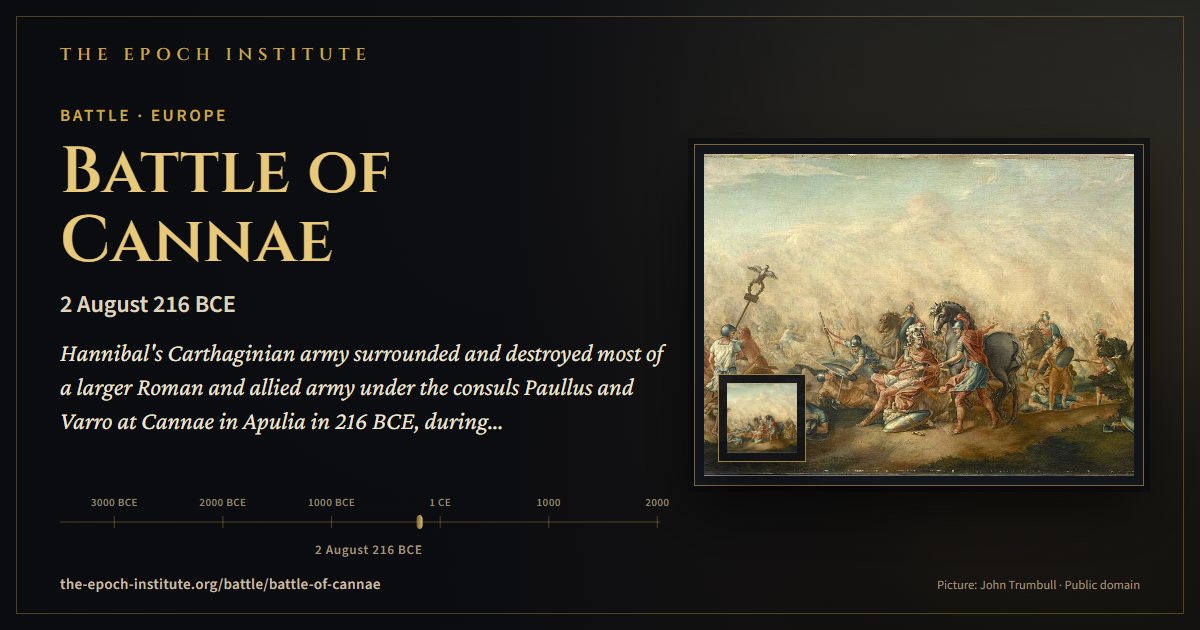 THE EPOCH INSTITUTE
BATTLE · EUROPE
BATTLE OF
CANNAE
2 August 216 BCE
Hannibal's Carthaginian army surrounded and destroyed most of
a larger Roman and allied army under the consuls Paullus and
Varro at Cannae in Apulia in 216 BCE, during...
3000 BCE 2000 BCE 1000 BCE 1 CE 1000 2000
2 August 216 BCE
the-epoch-institute.org/battle/battle-of-cannae
Picture: John Trumbull · Public domain